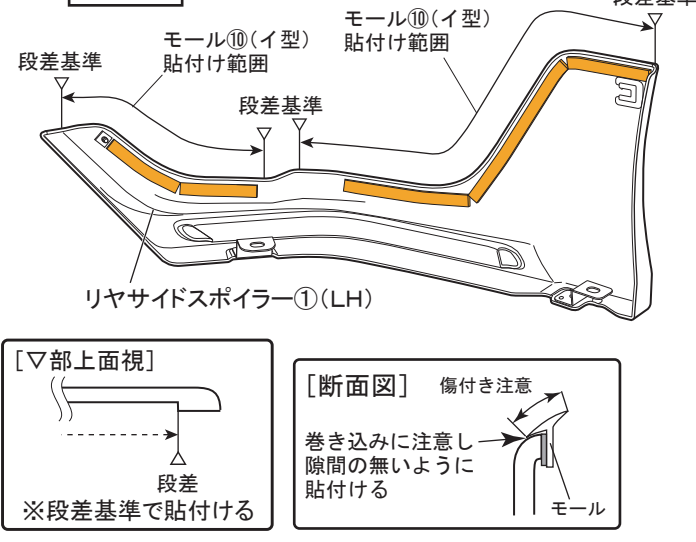 段差基準
モール⑩(イ型)
貼付け範囲
モール⑩(イ型)
貼付け範囲
段差基準
段差基準
リヤサイドスポイラー①(LH)
[▽部上面視]
段差
※段差基準で貼付ける
[断面図]
傷付き注意
巻き込みに注意し
隙間の無いように
貼付ける
モール